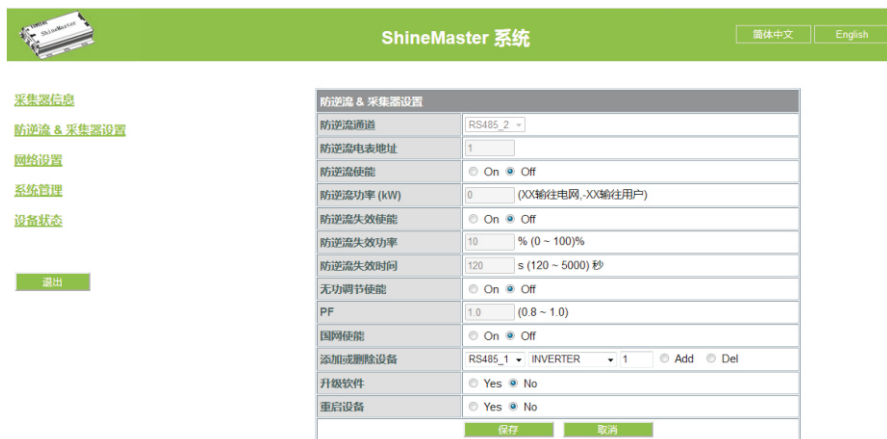 ShineMaster
ShineMaster 系统
简体中文
English
采集器信息
防逆流 & 采集器设置
网络设置
系统管理
设备状态
退出
防逆流 & 采集器设置
防逆流通道 RS485_2
防逆流电表地址 1
防逆流使能 On Off
防逆流功率 (kW) 0 (XX输往电网,-XX输往用户)
防逆流失效使能 On Off
防逆流失效功率 10 % (0 ~ 100)%
防逆流失效时间 120 s (120 ~ 5000) 秒
无功调节使能 On Off
PF 1.0 (0.8 ~ 1.0)
国网使能 On Off
添加或删除设备 RS485_1 INVERTER 1 Add Del
升级软件 Yes No
重启设备 Yes No
保存 取消